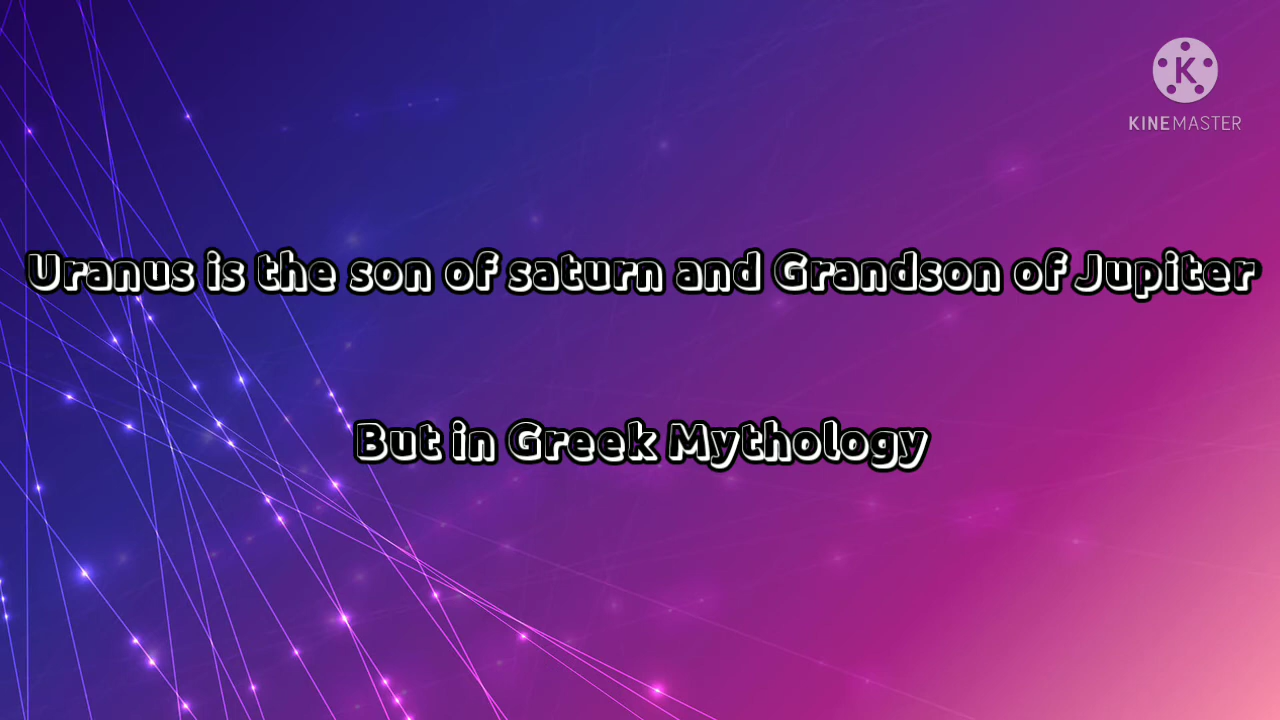 K
KINEMASTER
Uranus is the son of saturn and Grandson of Jupiter
But in Greek Mythology